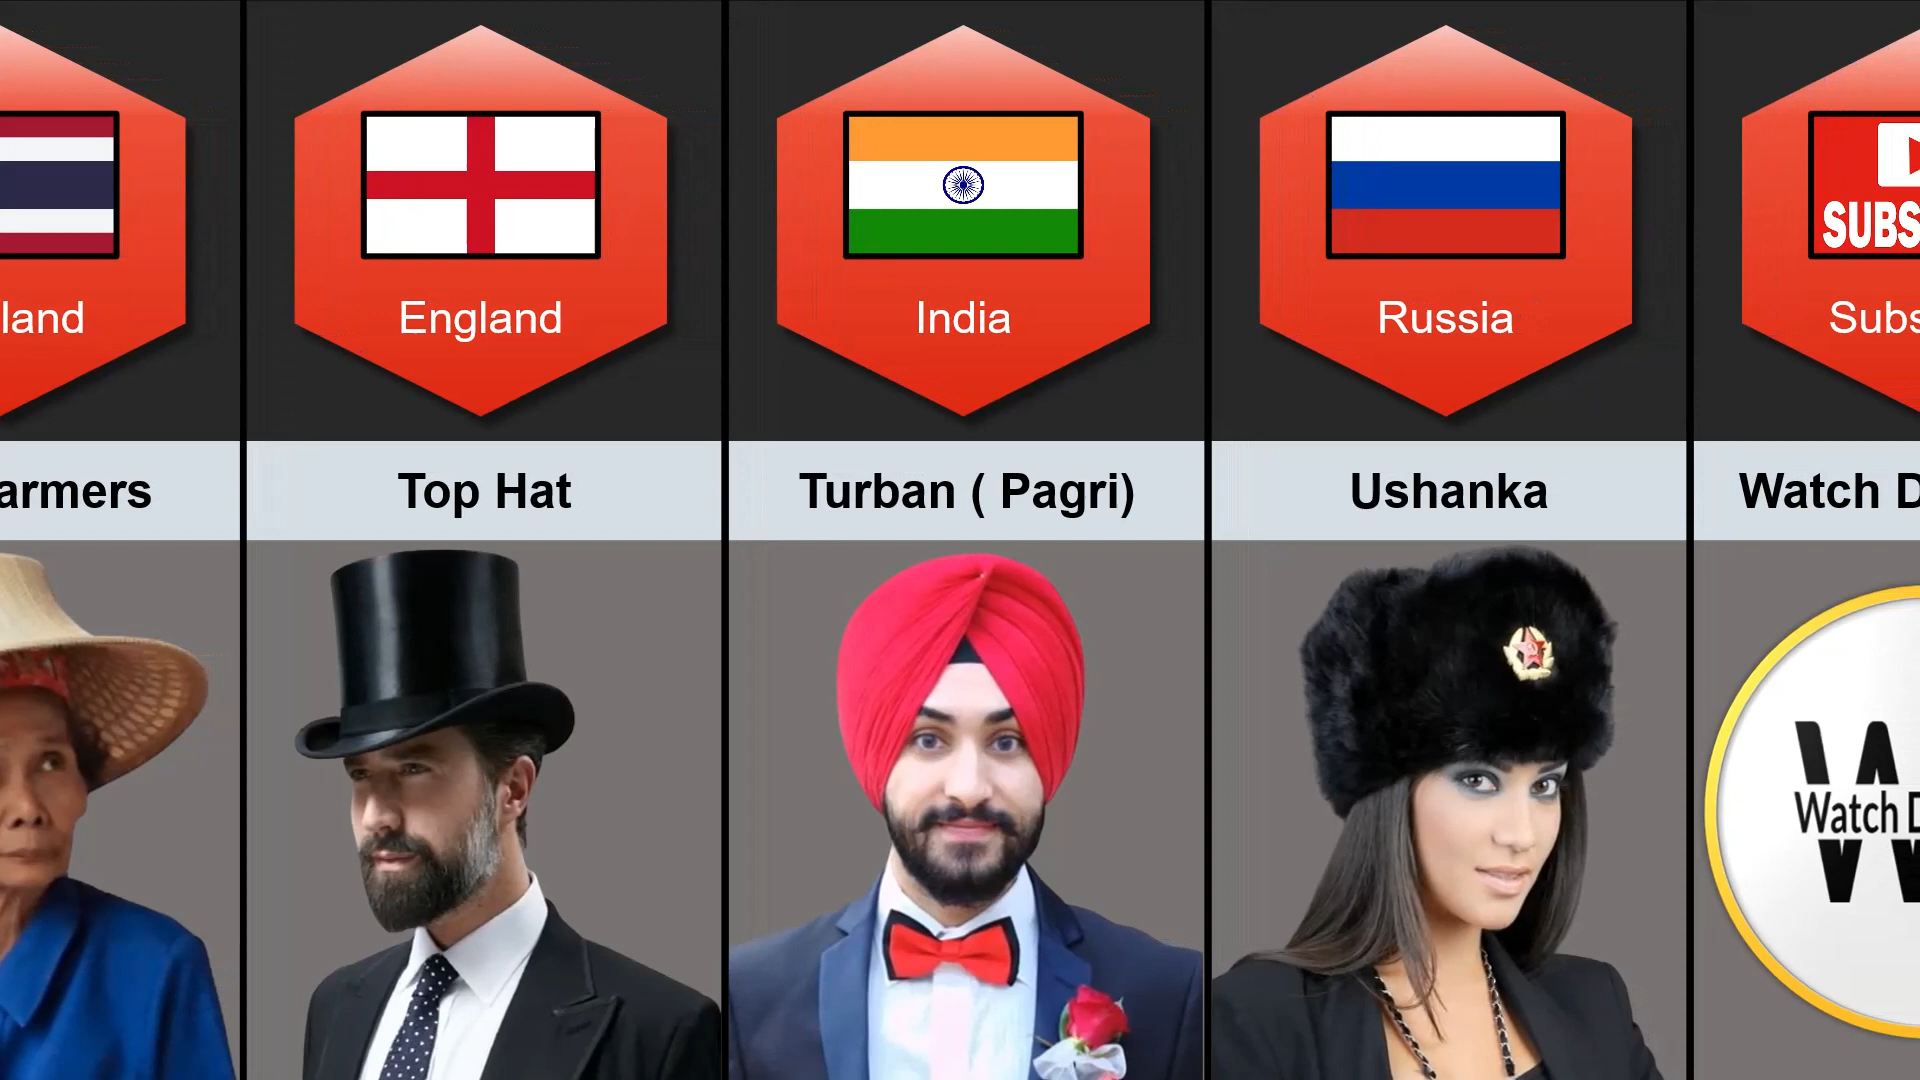 land
England
India
Russia
Subs
armers
Top Hat
Turban ( Pagri)
Ushanka
Watch D
SUBS
W
Watch D